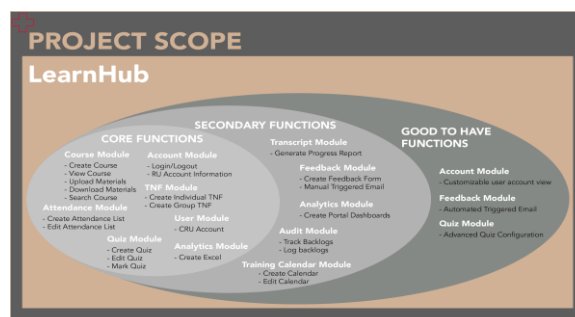 PROJECT SCOPE
LearnHub
CORE FUNCTIONS
Course Module
- Create Course
- View Course
- Upload Materials
- Download Materials
- Search Course
Account Module
- Login/Logout
- RU Account Information
TNF Module
- Create Individual TNF
- Create Group TNF
Attendance Module
- Create Attendance List
- Edit Attendance List
User Module
- CRU Account
Quiz Module
- Create Quiz
- Edit Quiz
- Mark Quiz
Analytics Module
- Create Excel
SECONDARY FUNCTIONS
Transcript Module
- Generate Progress Report
Feedback Module
- Create Feedback Form
- Manual Triggered Email
Analytics Module
- Create Portal Dashboards
Audit Module
- Track Backlogs
- Log backlogs
Training Calendar Module
- Create Calendar
- Edit Calendar
GOOD TO HAVE
FUNCTIONS
Account Module
- Customizable user account view
Feedback Module
- Automated Triggered Email
Quiz Module
- Advanced Quiz Configuration